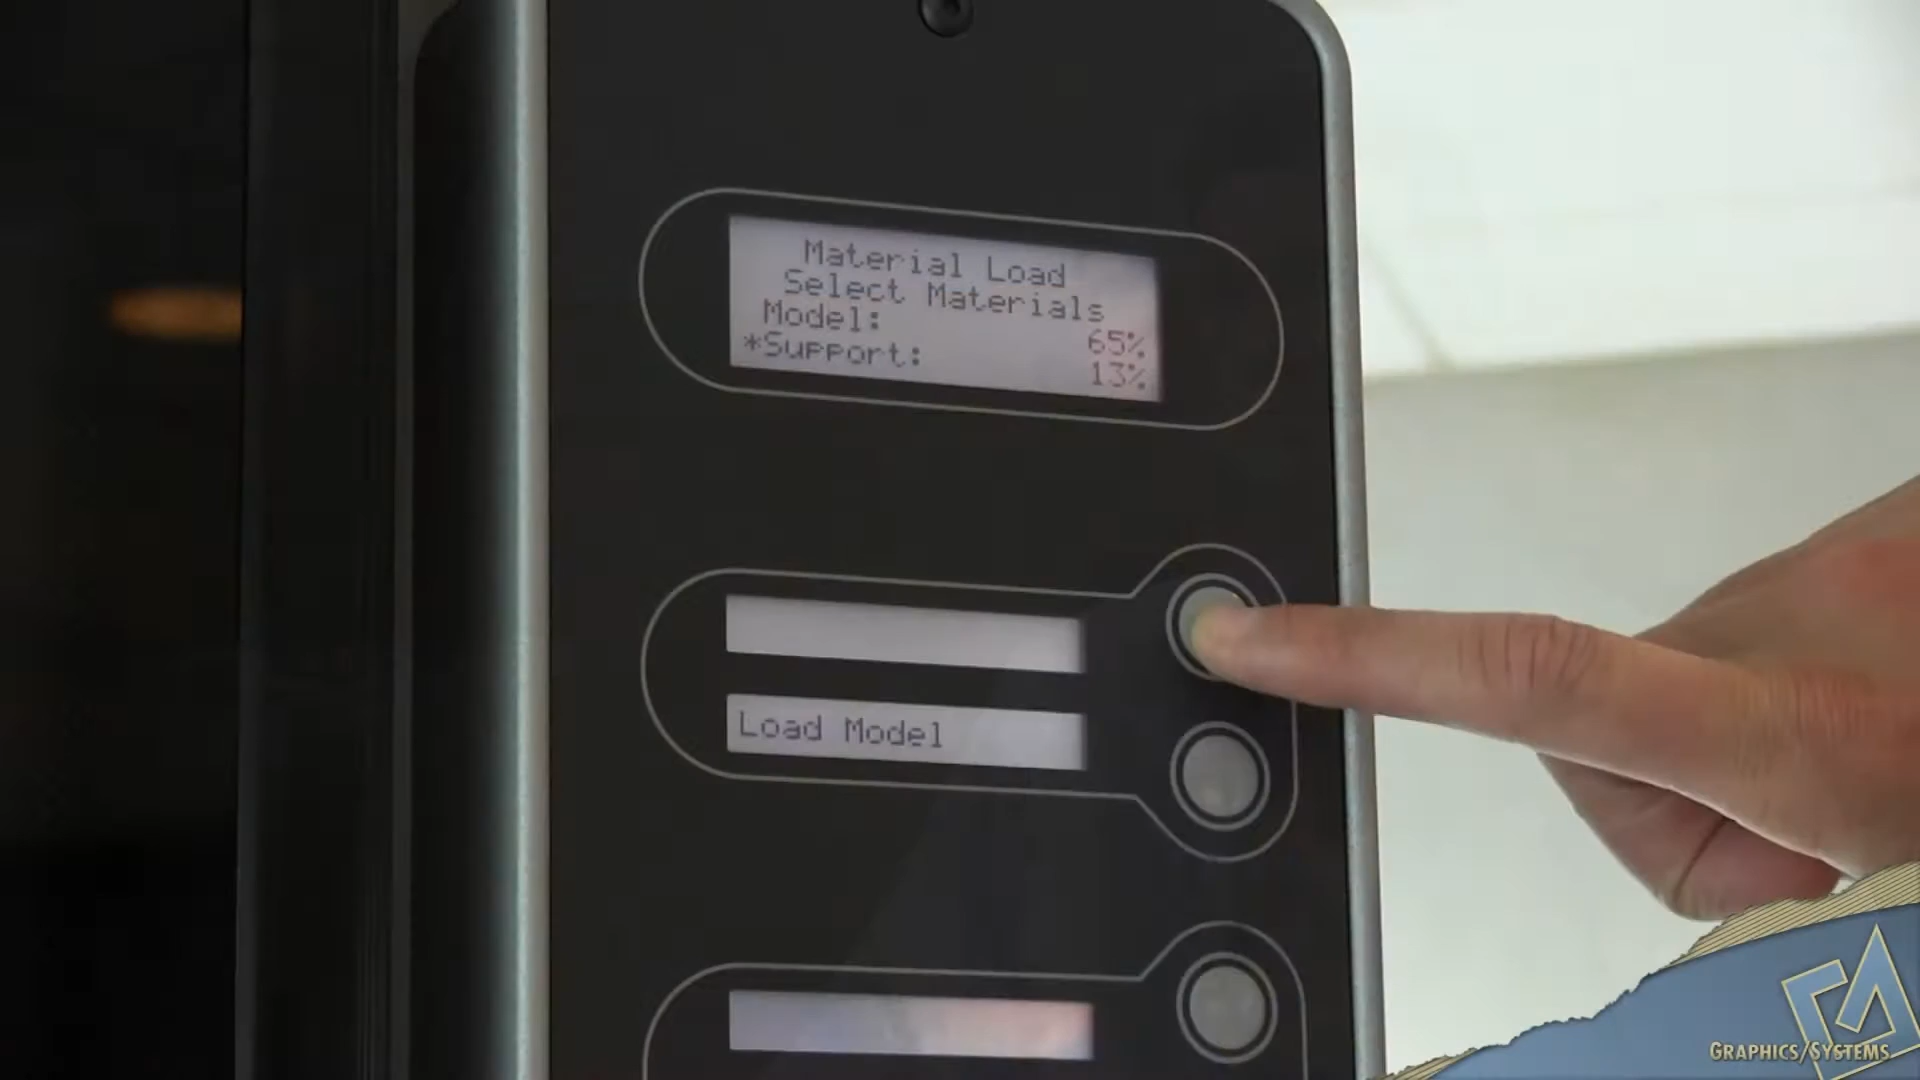 Material Load
Select Materials
Model: 65%
*Support: 13%
Load Model
GRAPHICS/SYSTEMS